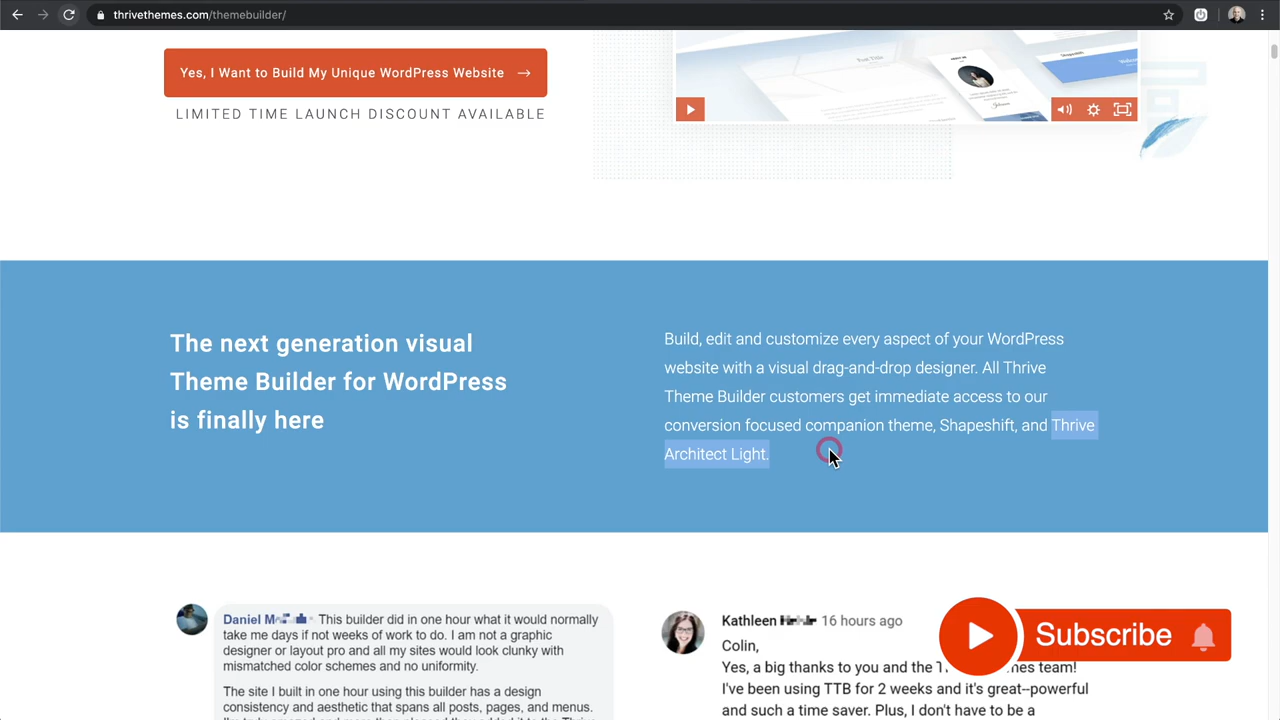 thrivethemes.com/themebuilder/
Yes, I Want to Build My Unique WordPress Website →
LIMITED TIME LAUNCH DISCOUNT AVAILABLE
The next generation visual
Theme Builder for WordPress
is finally here
Build, edit and customize every aspect of your WordPress
website with a visual drag-and-drop designer. All Thrive
Theme Builder customers get immediate access to our
conversion focused companion theme, Shapeshift, and Thrive
Architect Light.
Daniel M This builder did in one hour what it would normally
take me days if not weeks of work to do. I am not a graphic
designer or layout pro and all my sites would look clunky with
mismatched color schemes and no uniformity.
The site I built in one hour using this builder has a design
consistency and aesthetic that spans all posts, pages, and menus.
Kathleen 16 hours ago
Colin,
Yes, a big thanks to you and the team!
I've been using TTB for 2 weeks and it's great--powerful
and such a time saver. Plus, I don't have to be a
Subscribe